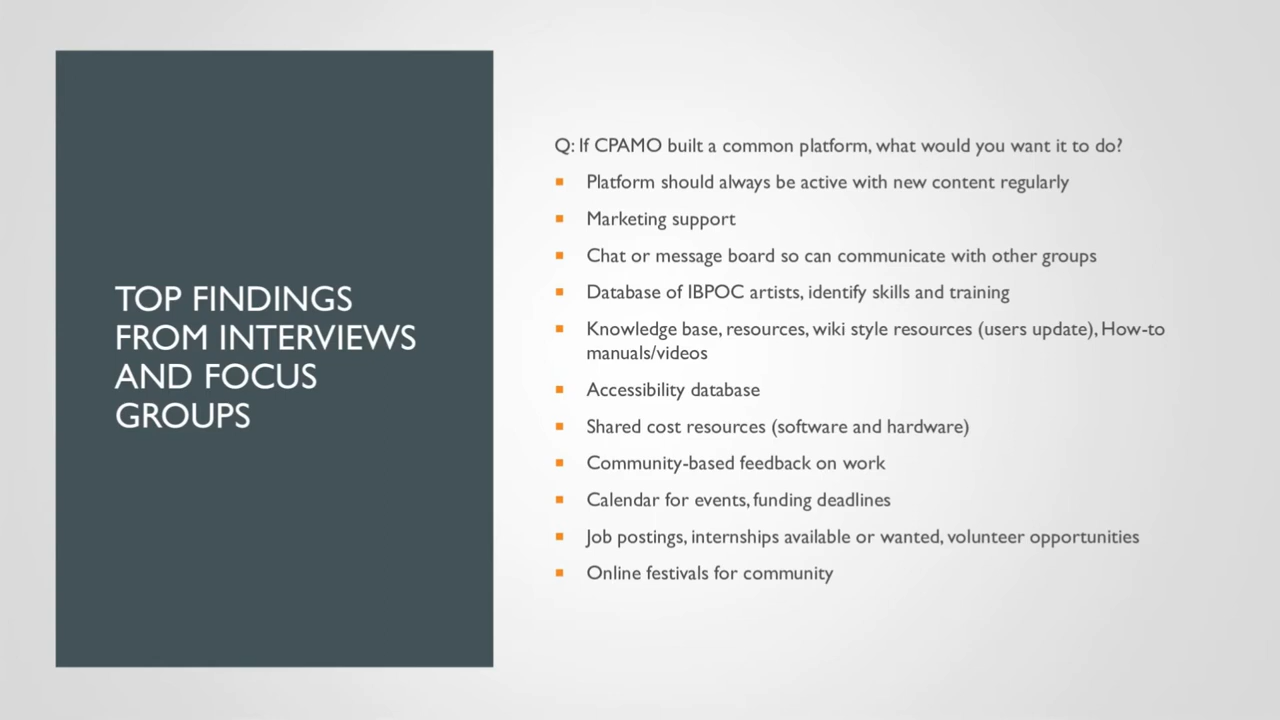 TOP FINDINGS
FROM INTERVIEWS
AND FOCUS
GROUPS
Q: If CPAMO built a common platform, what would you want it to do?
Platform should always be active with new content regularly
Marketing support
Chat or message board so can communicate with other groups
Database of IBPOC artists, identify skills and training
Knowledge base, resources, wiki style resources (users update), How-to
manuals/videos
Accessibility database
Shared cost resources (software and hardware)
Community-based feedback on work
Calendar for events, funding deadlines
Job postings, internships available or wanted, volunteer opportunities
Online festivals for community